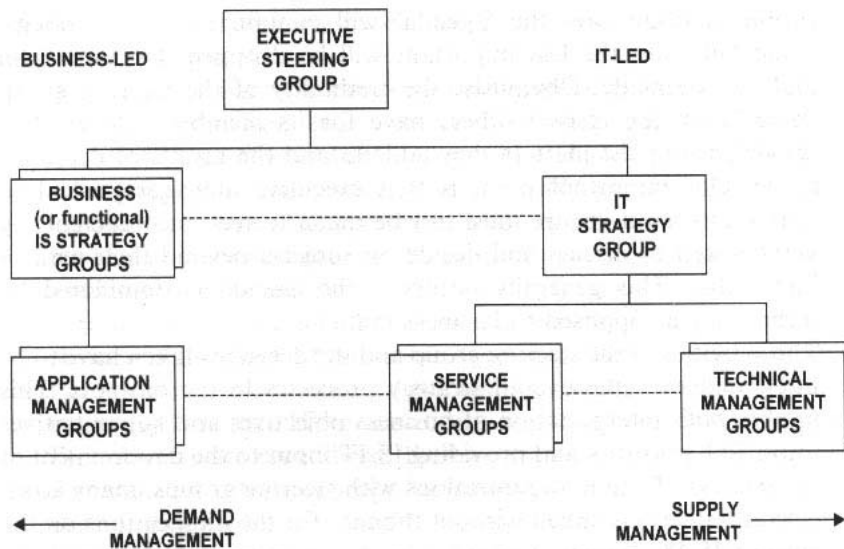 BUSINESS-LED
EXECUTIVE
STEERING
GROUP
IT-LED
BUSINESS
(or functional)
IS STRATEGY
GROUPS
IT
STRATEGY
GROUP
APPLICATION
MANAGEMENT
GROUPS
SERVICE
MANAGEMENT
GROUPS
TECHNICAL
MANAGEMENT
GROUPS
DEMAND
MANAGEMENT
SUPPLY
MANAGEMENT